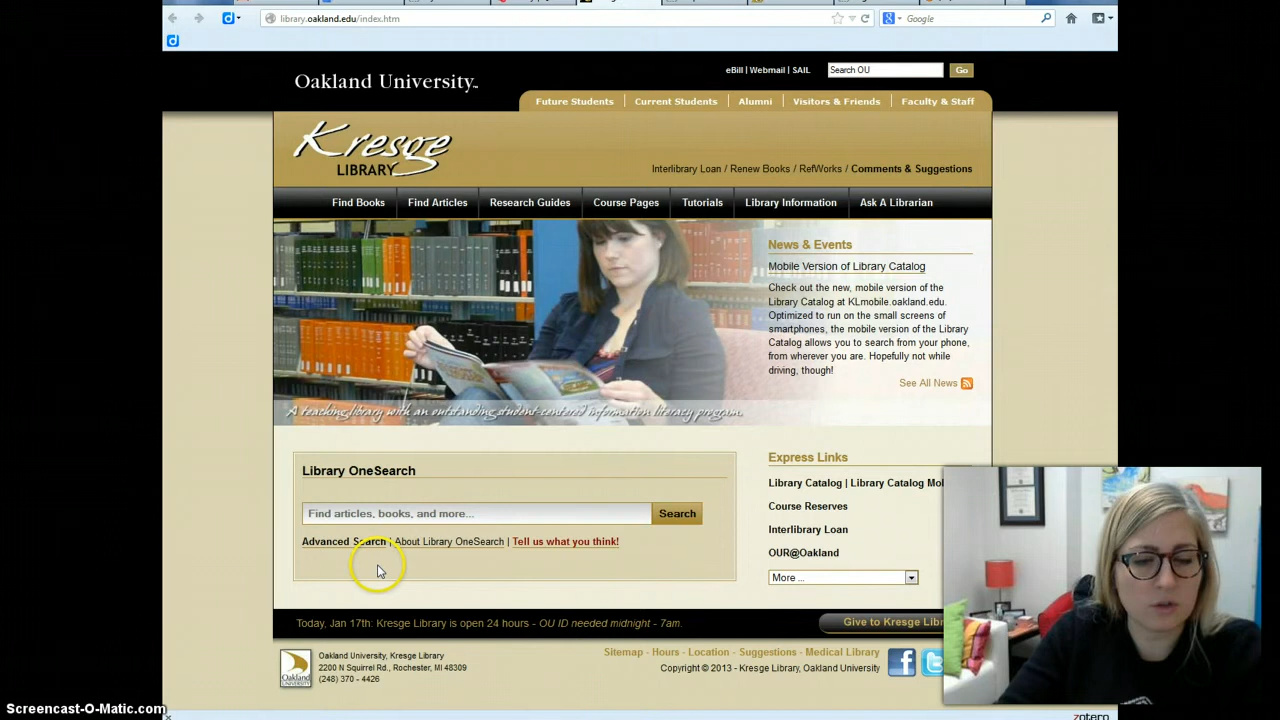 library.oakland.edu/index.htm
Google
Oakland University
eBill | Webmail | SAIL
Search OU
Go
Future Students
Current Students
Alumni
Visitors & Friends
Faculty & Staff
Kresge
LIBRARY
Interlibrary Loan / Renew Books / RefWorks / Comments & Suggestions
Find Books
Find Articles
Research Guides
Course Pages
Tutorials
Library Information
Ask A Librarian
A teaching library with an outstanding student-centered information literacy program.
News & Events
Mobile Version of Library Catalog
Check out the new, mobile version of the
Library Catalog at KLmobile.oakland.edu.
Optimized to run on the small screens of
smartphones, the mobile version of the Library
Catalog allows you to search from your phone,
from wherever you are. Hopefully not while
driving, though!
See All News
Library OneSearch
Find articles, books, and more...
Search
Advanced Search | About Library OneSearch | Tell us what you think!
Express Links
Library Catalog | Library Catalog Mob
Course Reserves
Interlibrary Loan
OUR@Oakland
More ...
Today, Jan 17th: Kresge Library is open 24 hours - OU ID needed midnight - 7am.
Give to Kresge Libr
Oakland University, Kresge Library
2200 N Squirrel Rd., Rochester, MI 48309
(248) 370 - 4426
Oakland
Sitemap - Hours - Location - Suggestions - Medical Library
Copyright © 2013 - Kresge Library, Oakland University
Screencast-O-Matic.com
zotero